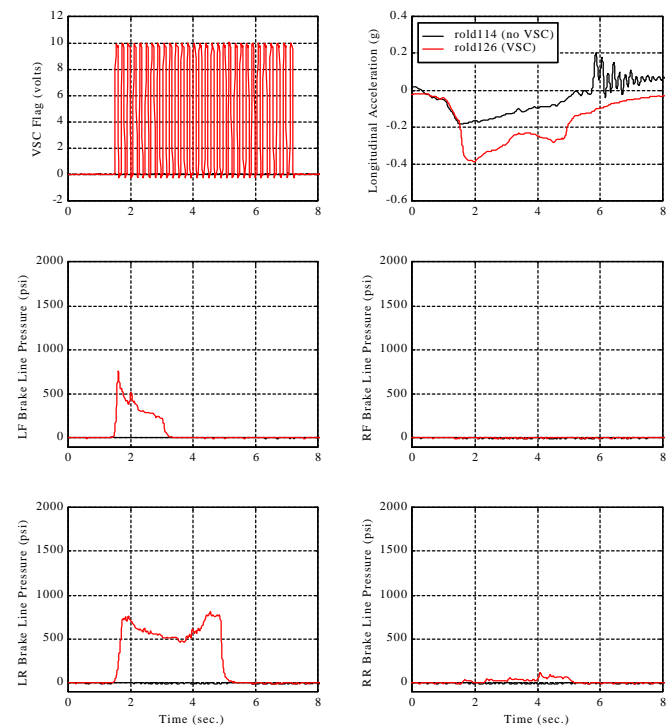 VSC Flag (volts)
12
10
8
6
4
2
0
-2
0 2 4 6 8
Longitudinal Acceleration (g)
rold114 (no VSC)
rold126 (VSC)
0.4
0.2
0
-0.2
-0.4
-0.6
0 2 4 6 8
LF Brake Line Pressure (psi)
2000
1500
1000
500
0
0 2 4 6 8
RF Brake Line Pressure (psi)
2000
1500
1000
500
0
0 2 4 6 8
LR Brake Line Pressure (psi)
2000
1500
1000
500
0
0 2 4 6 8
Time (sec.)
RR Brake Line Pressure (psi)
2000
1500
1000
500
0
0 2 4 6 8
Time (sec.)